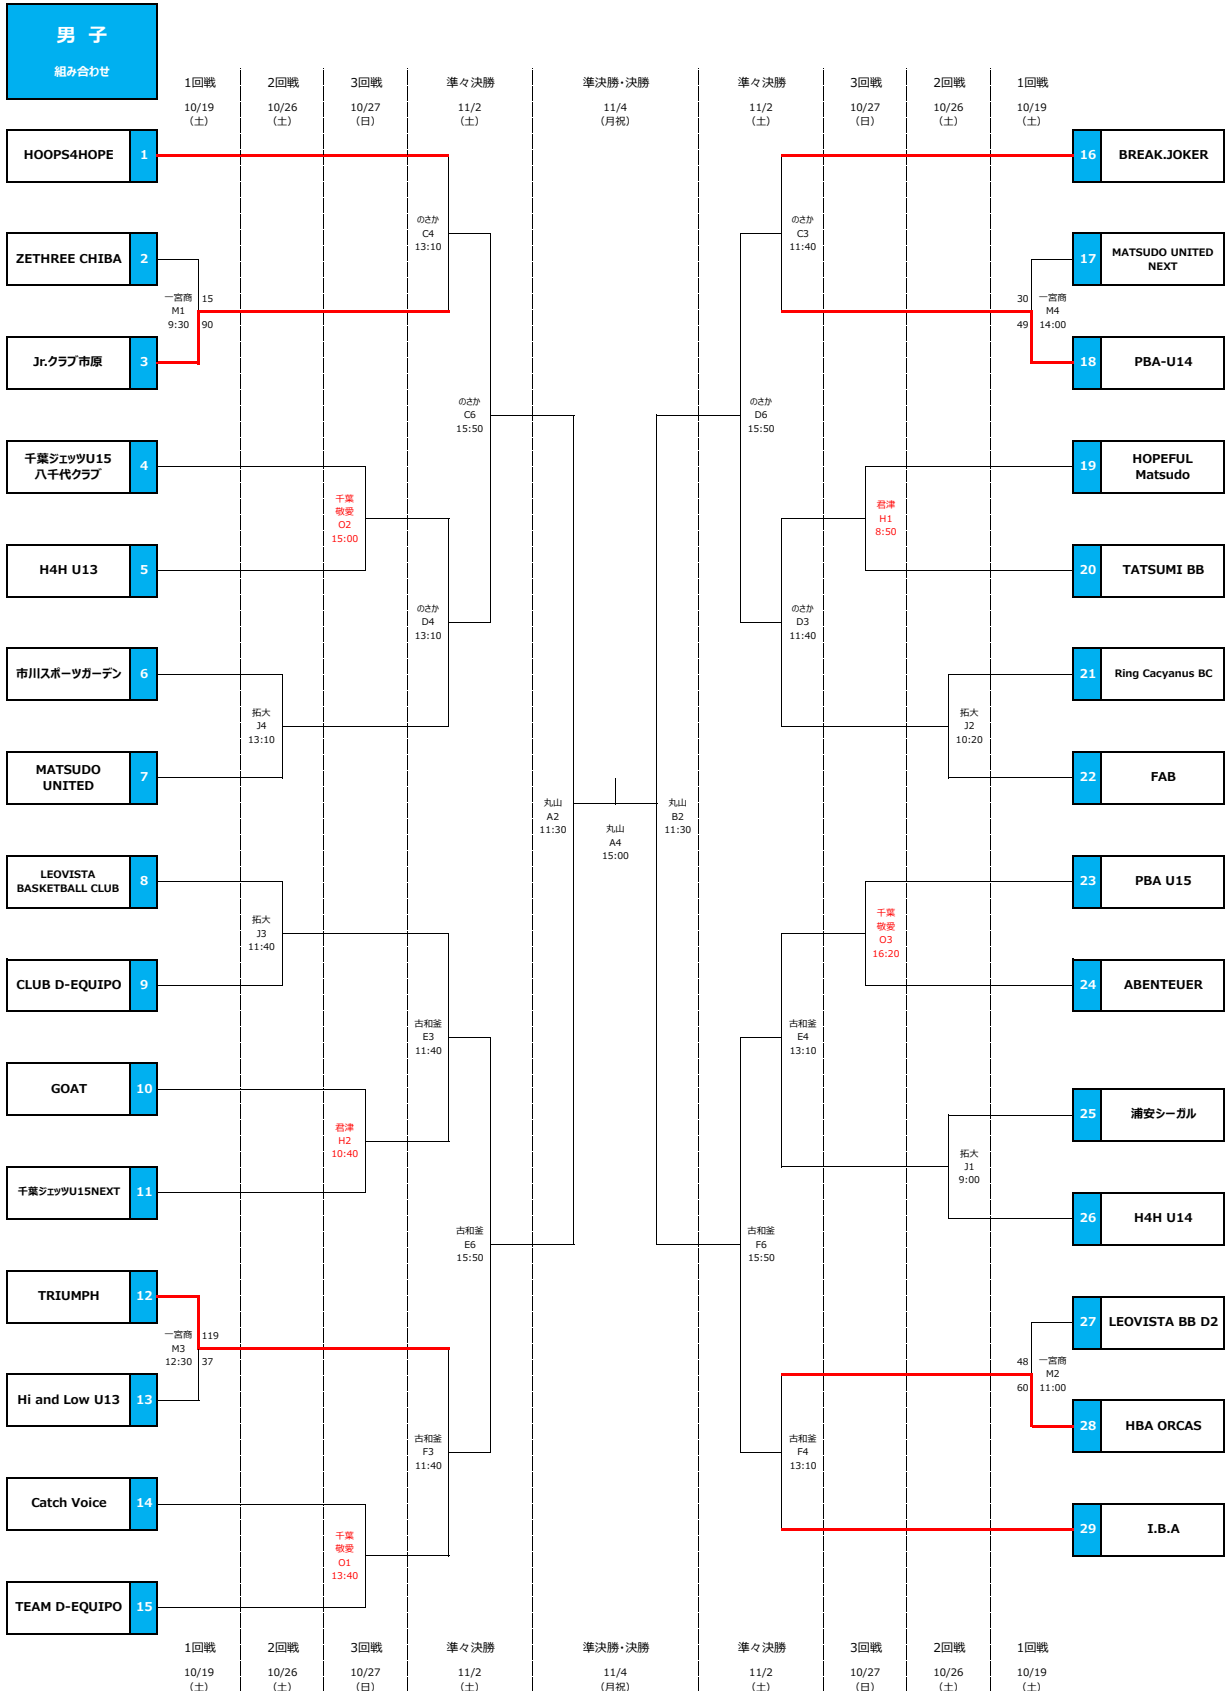 男 子
組み合わせ
1回戦 2回戦 3回戦 準々決勝 準決勝・決勝 準々決勝 3回戦 2回戦 1回戦
10/19 10/26 10/27 11/2 11/4 11/2 10/27 10/26 10/19
(土) (土) (日) (土) (月祝) (土) (日) (土) (土)
HOOPS4HOPE 1
ZETHREE CHIBA 2
一宮商 15
M1
9:30 90
Jr.クラブ市原 3
のさか
C4
13:10
千葉ジェッツU15
八千代クラブ 4
千葉
敬愛
O2
15:00
H4H U13 5
のさか
C6
15:50
のさか
D4
13:10
市川スポーツガーデン 6
拓大
J4
13:10
MATSUDO
UNITED 7
LEOVISTA
BASKETBALL CLUB 8
拓大
J3
11:40
CLUB D-EQUIPO 9
古和釜
E3
11:40
GOAT 10
君津
H2
10:40
千葉ジェッツU15NEXT 11
古和釜
E6
15:50
TRIUMPH 12
一宮商 119
M3
12:30 37
Hi and Low U13 13
古和釜
F3
11:40
Catch Voice 14
千葉
敬愛
O1
13:40
TEAM D-EQUIPO 15
丸山
A2
11:30
丸山
A4
15:00
丸山
B2
11:30
16 BREAK.JOKER
のさか
C3
11:40
17 MATSUDO UNITED
NEXT
30 一宮商
M4
49 14:00
18 PBA-U14
のさか
D6
15:50
19 HOPEFUL
Matsudo
君津
H1
8:50
20 TATSUMI BB
のさか
D3
11:40
21 Ring Cacyanus BC
拓大
J2
10:20
22 FAB
23 PBA U15
千葉
敬愛
O3
16:20
24 ABENTEUER
古和釜
E4
13:10
25 浦安シーガル
拓大
J1
9:00
26 H4H U14
古和釜
F6
15:50
27 LEOVISTA BB D2
48 一宮商
M2
60 11:00
28 HBA ORCAS
古和釜
F4
13:10
29 I.B.A
1回戦 2回戦 3回戦 準々決勝 準決勝・決勝 準々決勝 3回戦 2回戦 1回戦
10/19 10/26 10/27 11/2 11/4 11/2 10/27 10/26 10/19
(土) (土) (日) (土) (月祝) (土) (日) (土) (土)